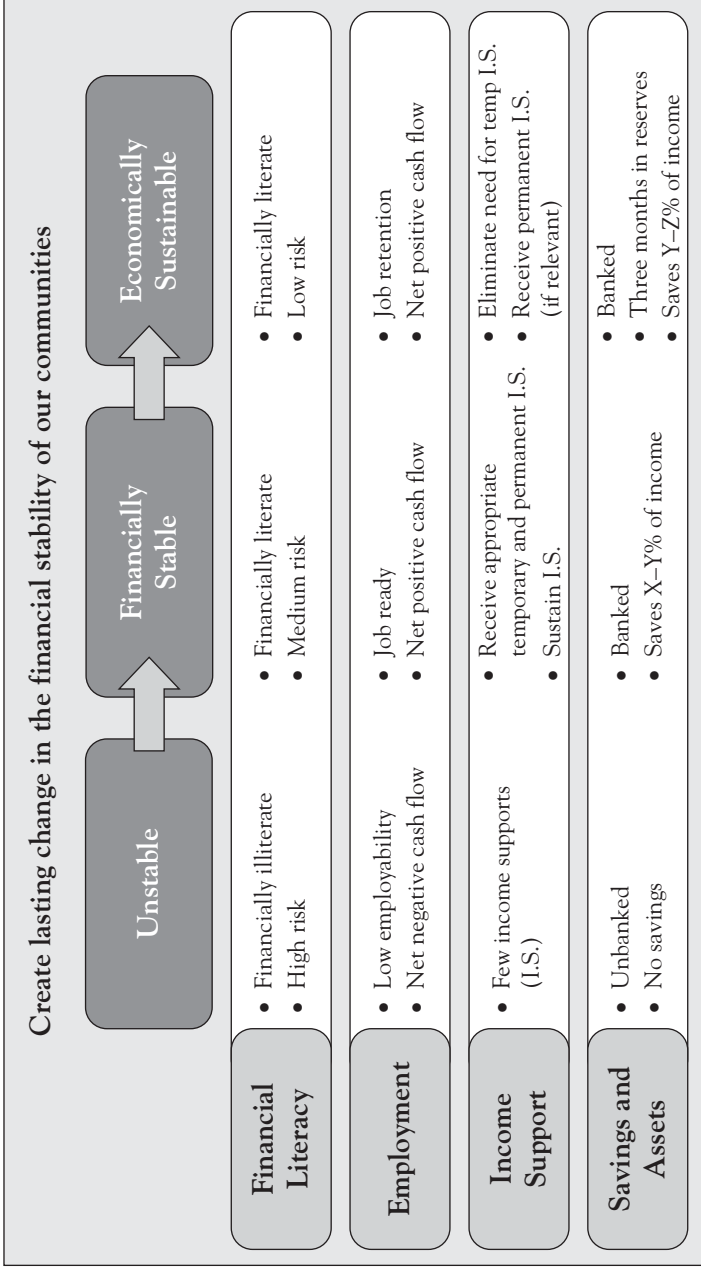 Create lasting change in the financial stability of our communities
Unstable
Financially
Stable
Economically
Sustainable
Financial
Literacy
• Financially illiterate
• High risk
• Financially literate
• Medium risk
• Financially literate
• Low risk
Employment
• Low employability
• Net negative cash flow
• Job ready
• Net positive cash flow
• Job retention
• Net positive cash flow
Income
Support
• Few income supports
(I.S.)
• Receive appropriate
temporary and permanent I.S.
• Sustain I.S.
• Eliminate need for temp I.S.
• Receive permanent I.S.
(if relevant)
Savings and
Assets
• Unbanked
• No savings
• Banked
• Saves X–Y% of income
• Banked
• Three months in reserves
• Saves Y–Z% of income